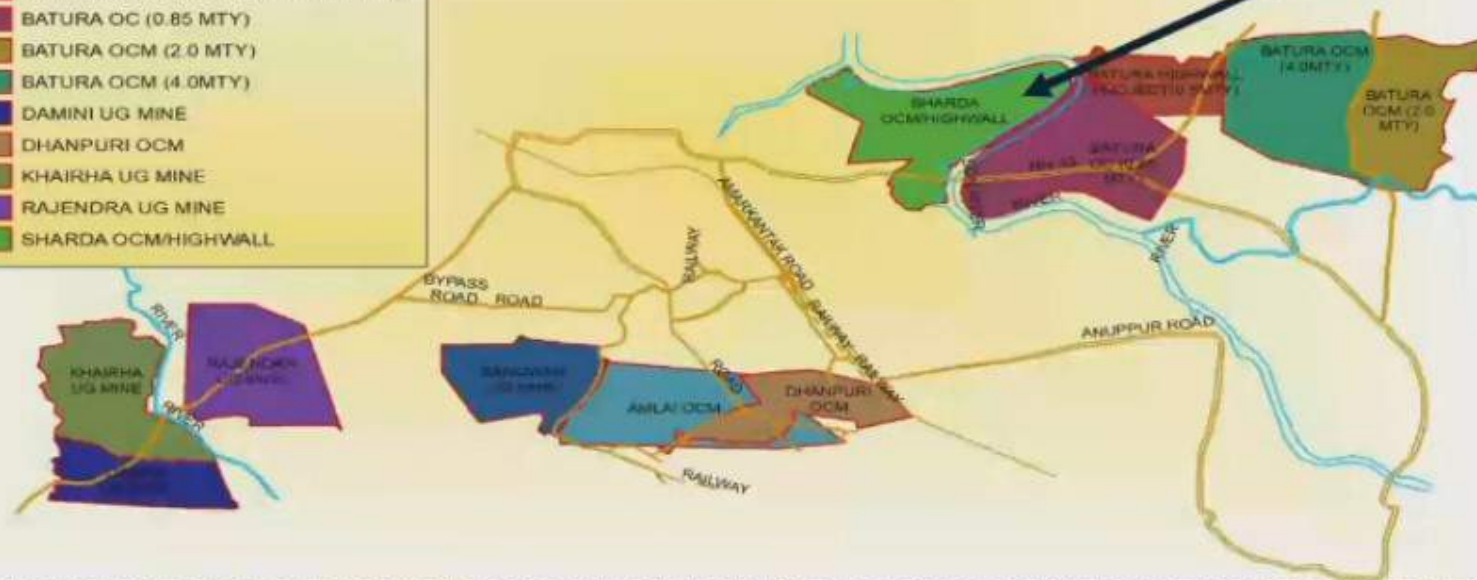 BATURA OC (0.85 MTY)
BATURA OCM (2.0 MTY)
BATURA OCM (4.0MTY)
DAMINI UG MINE
DHANPURI OCM
KHAIRHA UG MINE
RAJENDRA UG MINE
SHARDA OCM/HIGHWALL
SHARDA
OCM/HIGHWALL
BATURA HIGHWALL
BATURA OCM
(4.0MTY)
BATURA
OCM (2.0
MTY)
BATURA
RIVER
RIVER
AMARKANTAK ROAD
RAILWAY
RAILWAY
RAILWAY
BYPASS
ROAD
ROAD
ANUPPUR ROAD
RIVER
KHAIRHA
UG MINE
RIVER
ROAD
AMLAI OCM
DHANPURI
OCM
RAILWAY